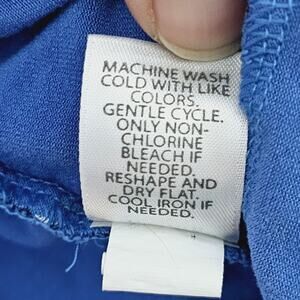 MACHINE WASH
COLD WITH LIKE
COLORS.
GENTLE CYCLE.
ONLY NON-
CHLORINE
BLEACH IF
NEEDED.
RESHAPE AND
DRY FLAT.
COOL IRON IF
NEEDED.